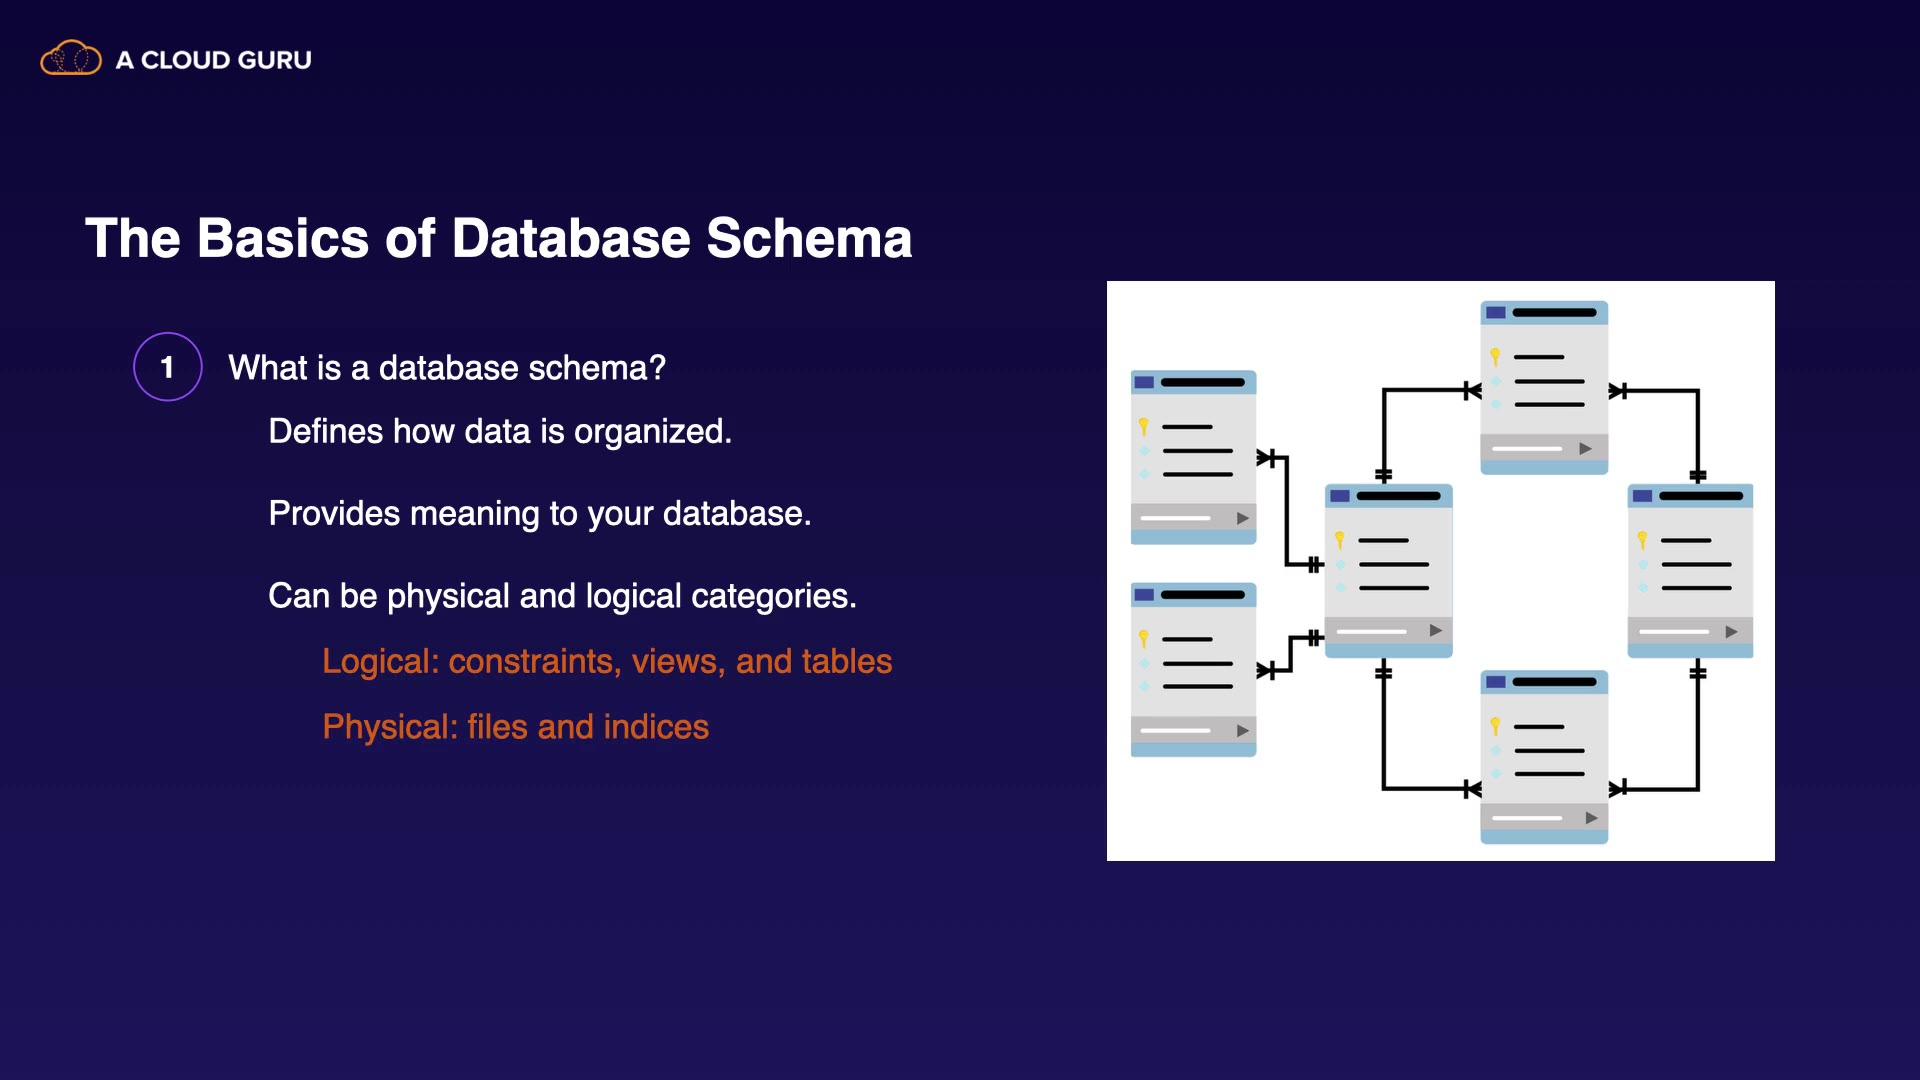 A CLOUD GURU
The Basics of Database Schema
1
What is a database schema?
Defines how data is organized.
Provides meaning to your database.
Can be physical and logical categories.
Logical: constraints, views, and tables
Physical: files and indices